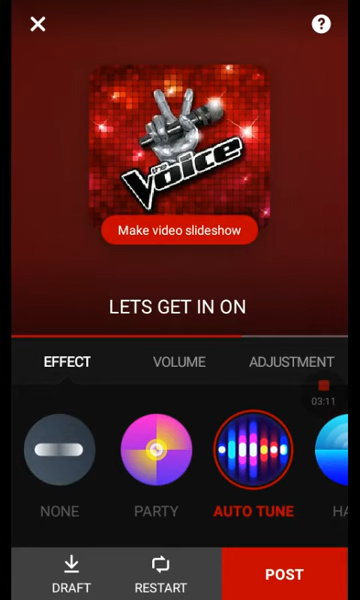 ?
the
Voice
Make video slideshow
LETS GET IN ON
EFFECT VOLUME ADJUSTMENT
03:11
NONE PARTY AUTO TUNE HA
DRAFT RESTART POST